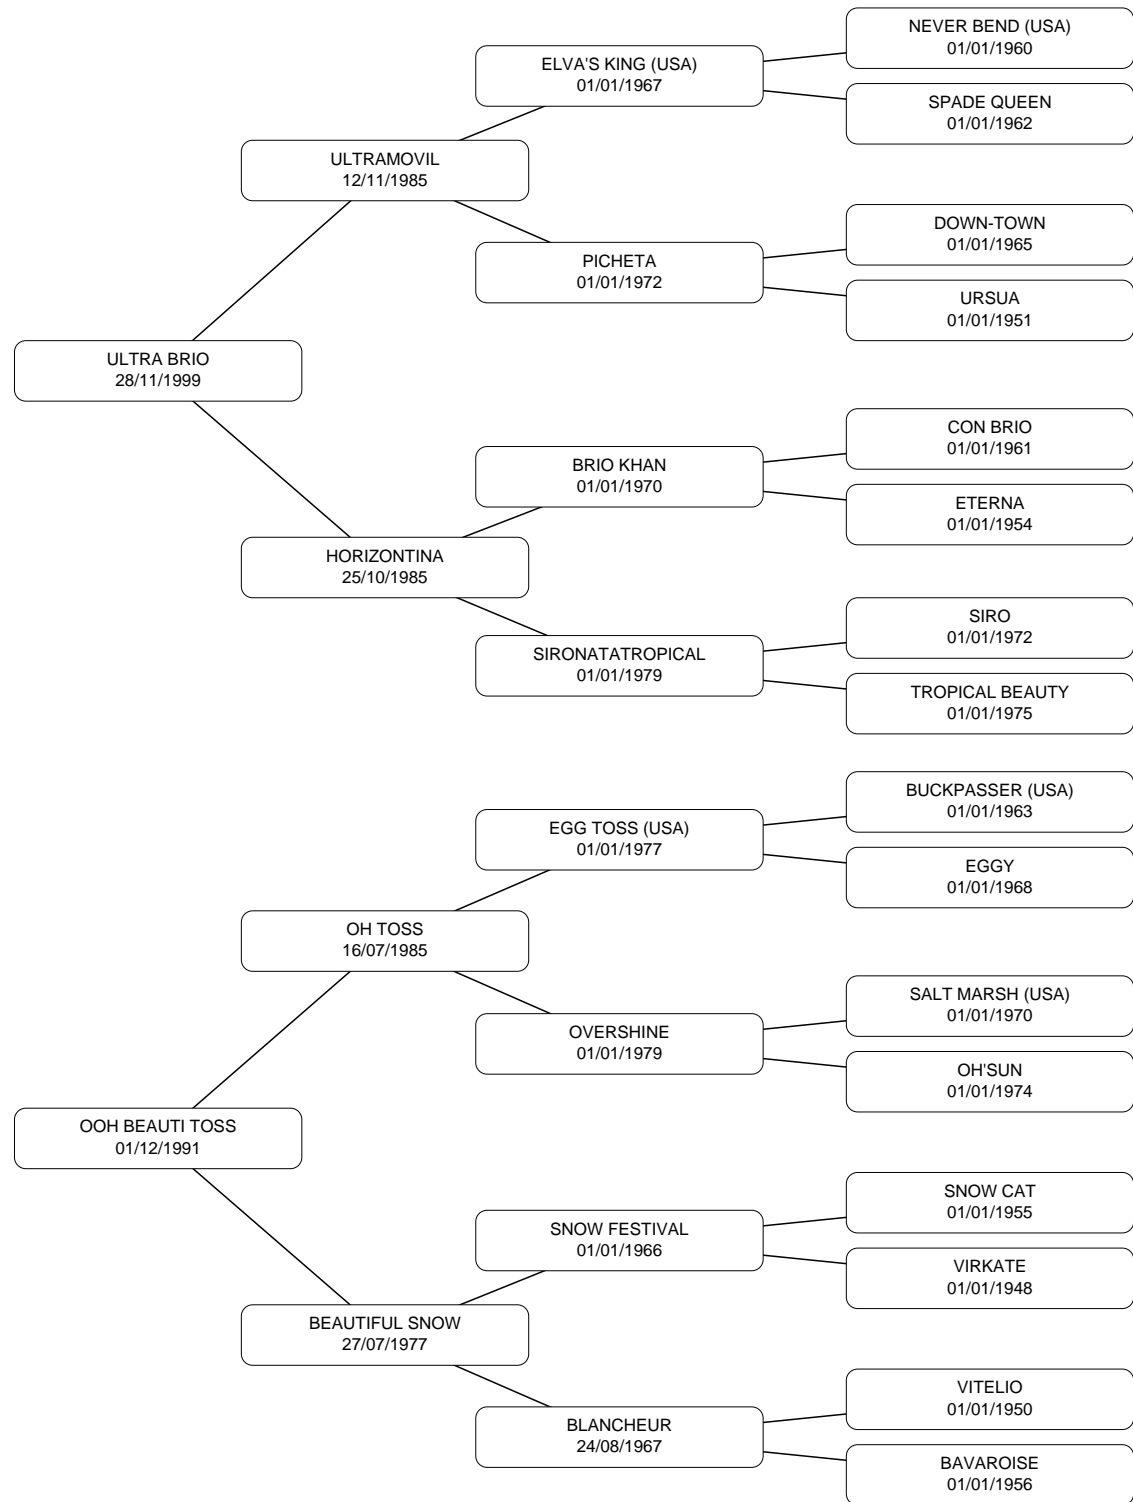 NEVER BEND (USA)
01/01/1960
ELVA'S KING (USA)
01/01/1967
SPADE QUEEN
01/01/1962
ULTRAMOVIL
12/11/1985
DOWN-TOWN
01/01/1965
PICHETA
01/01/1972
URSUA
01/01/1951
ULTRA BRIO
28/11/1999
CON BRIO
01/01/1961
BRIO KHAN
01/01/1970
ETERNA
01/01/1954
HORIZONTINA
25/10/1985
SIRO
01/01/1972
SIRONATATROPICAL
01/01/1979
TROPICAL BEAUTY
01/01/1975
BUCKPASSER (USA)
01/01/1963
EGG TOSS (USA)
01/01/1977
EGGY
01/01/1968
OH TOSS
16/07/1985
SALT MARSH (USA)
01/01/1970
OVERSHINE
01/01/1979
OH'SUN
01/01/1974
OOH BEAUTI TOSS
01/12/1991
SNOW CAT
01/01/1955
SNOW FESTIVAL
01/01/1966
VIRKATE
01/01/1948
BEAUTIFUL SNOW
27/07/1977
VITELIO
01/01/1950
BLANCHEUR
24/08/1967
BAVAROISE
01/01/1956